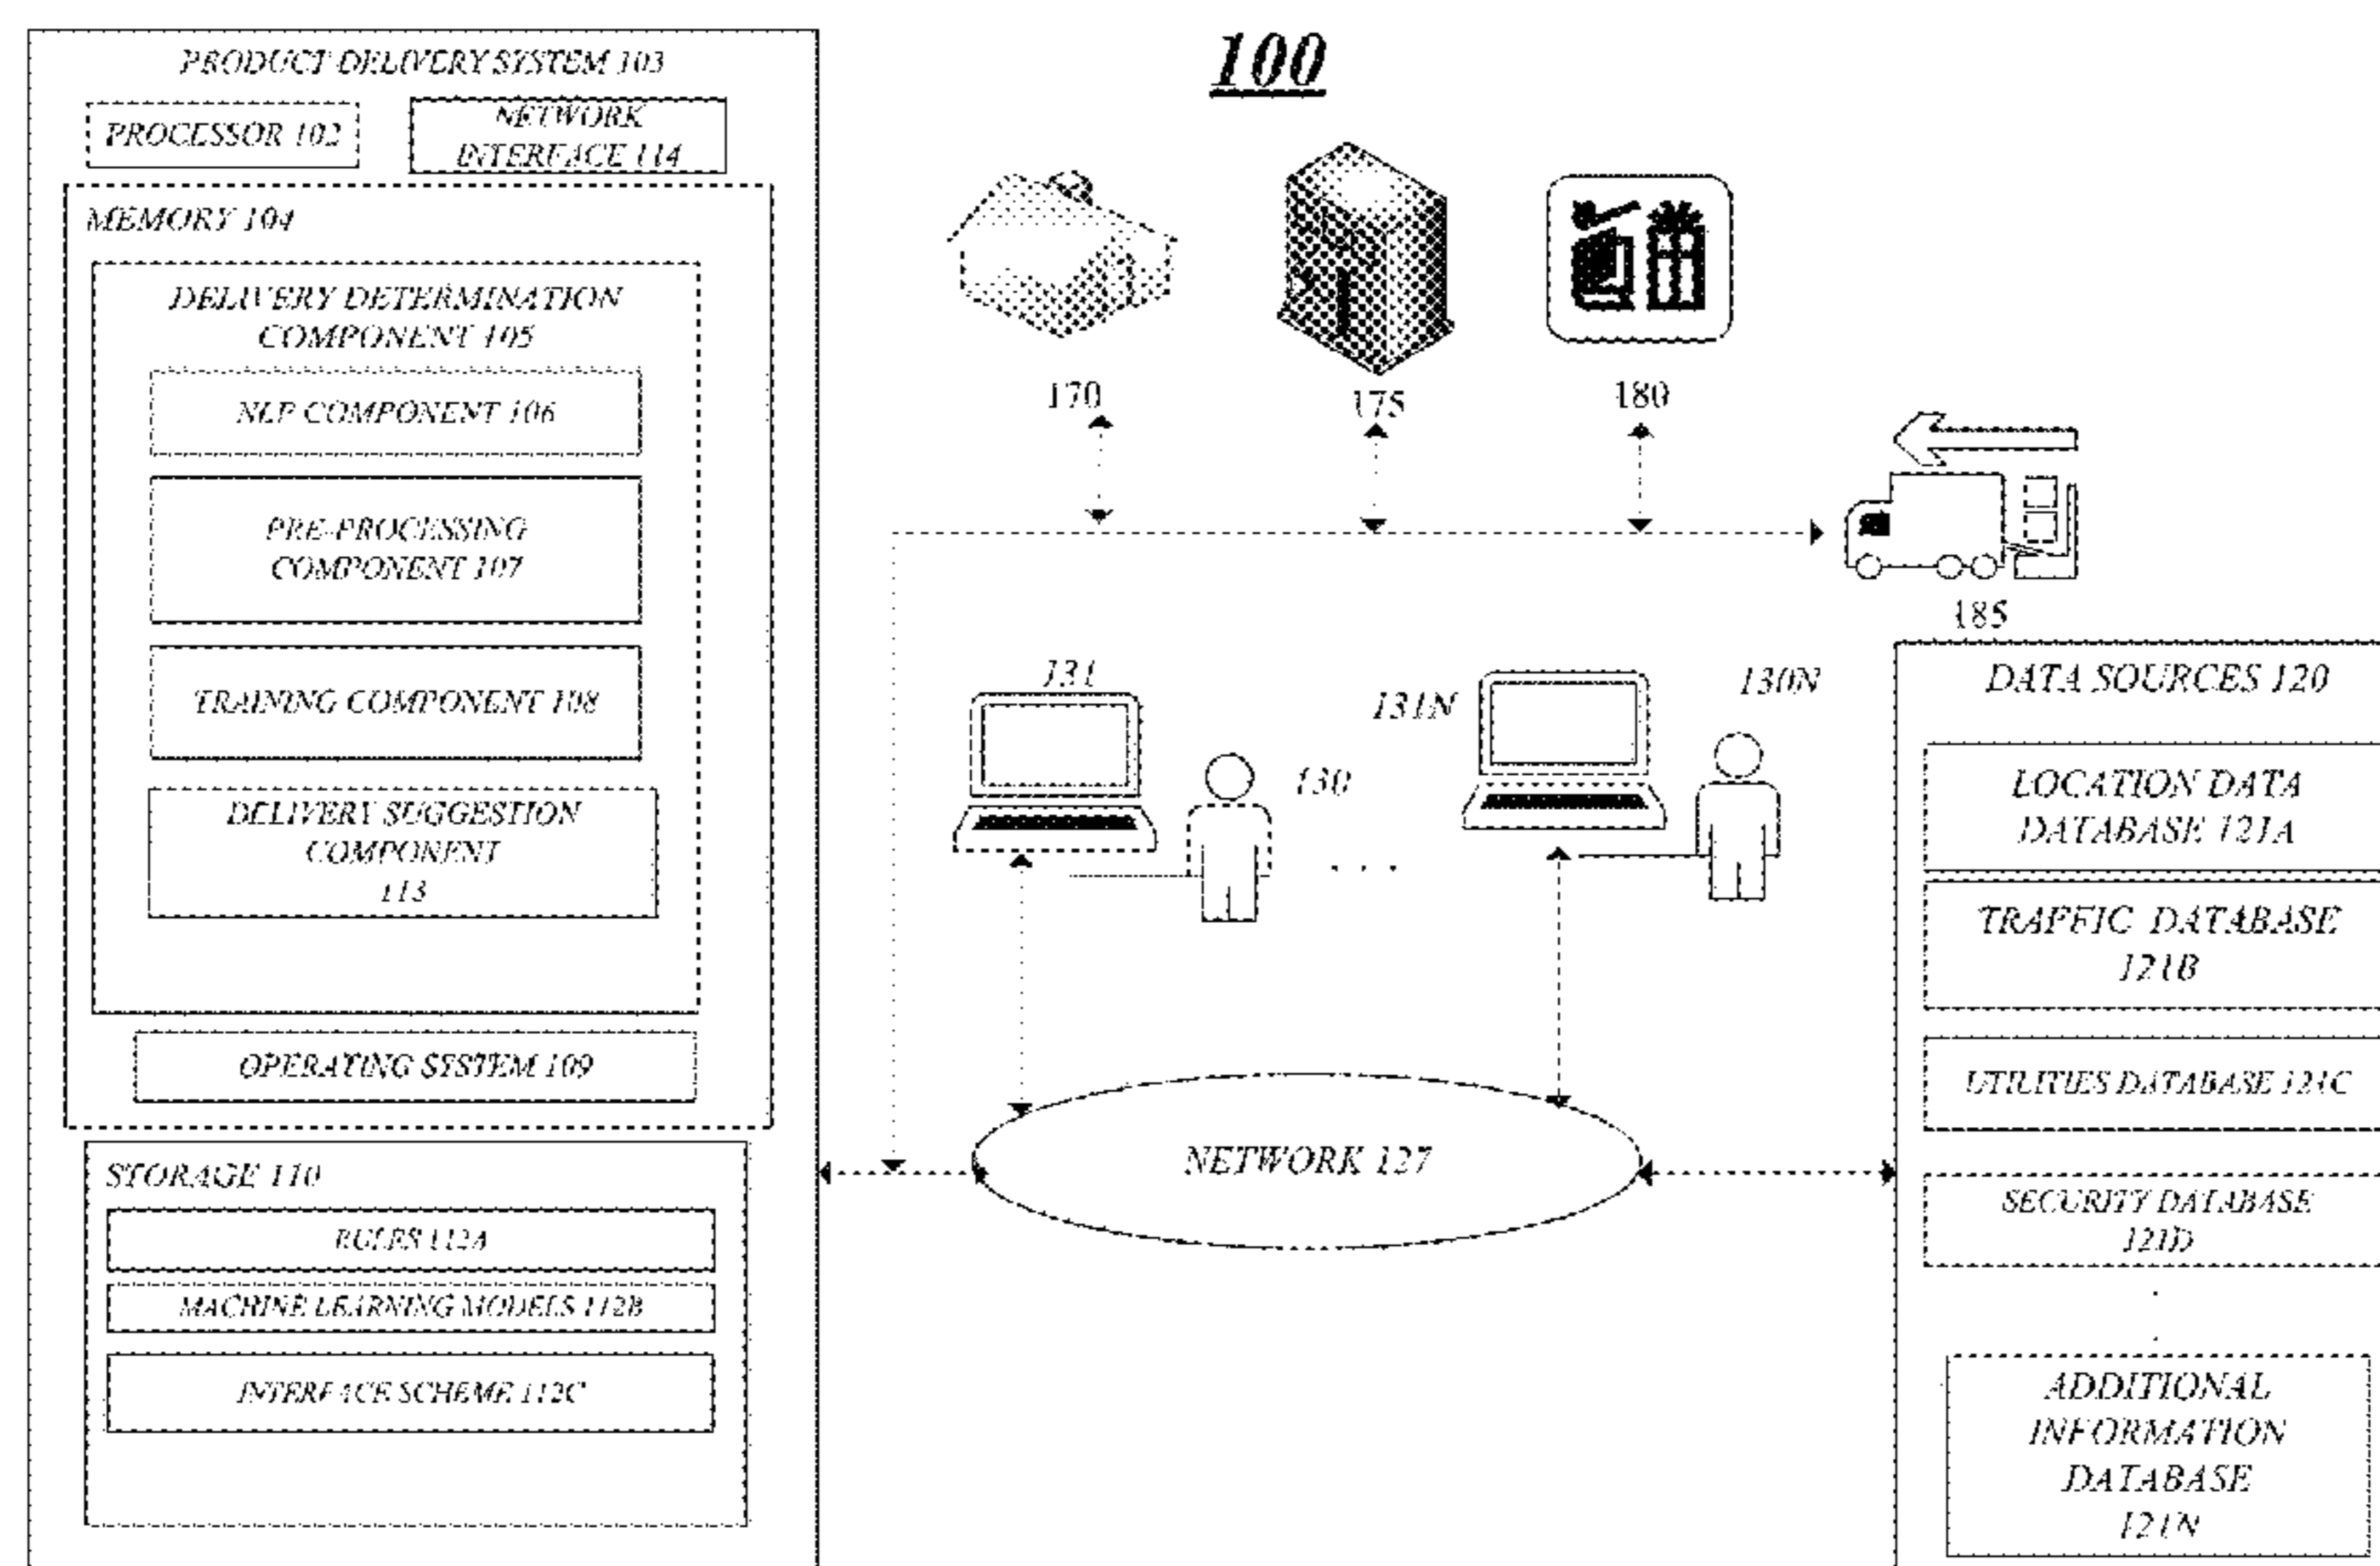 100
PRODUCT DELIVERY SYSTEM 103
PROCESSOR 102
NETWORK
INTERFACE 114
MEMORY 104
DELIVERY DETERMINATION
COMPONENT 105
NLP COMPONENT 106
PRE-PROCESSING
COMPONENT 107
TRAINING COMPONENT 108
DELIVERY SUGGESTION
COMPONENT
113
OPERATING SYSTEM 109
STORAGE 110
RULES 112A
MACHINE LEARNING MODELS 112B
INTERFACE SCHEME 112C
170
175
180
185
131
130
. . .
131N
130N
NETWORK 127
DATA SOURCES 120
LOCATION DATA
DATABASE 121A
TRAFFIC DATABASE
121B
UTILITIES DATABASE 121C
SECURITY DATABASE
121D
.
.
ADDITIONAL
INFORMATION
DATABASE
121N